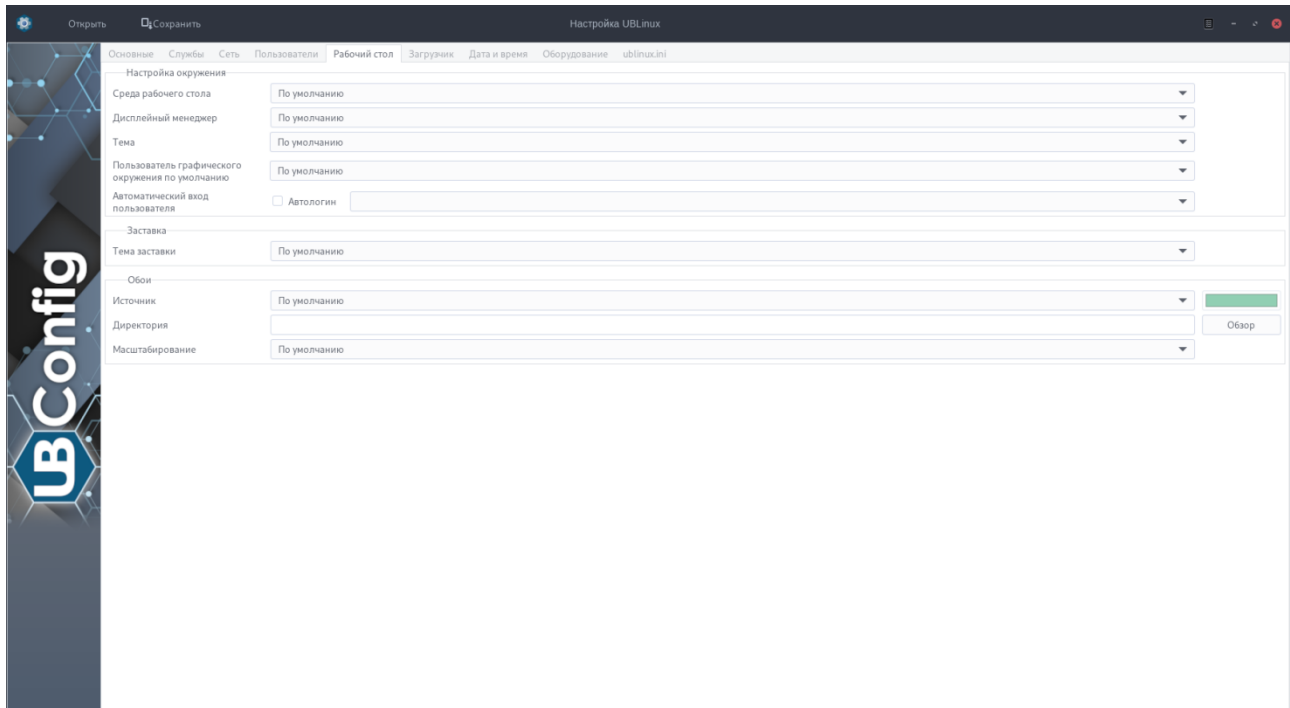 Открыть Сохранить Настройка UBLinux
Основные Службы Сеть Пользователи Рабочий стол Загрузчик Дата и время Оборудование ublinux.ini
Настройка окружения
Среда рабочего стола По умолчанию
Дисплейный менеджер По умолчанию
Тема По умолчанию
Пользователь графического
окружения по умолчанию По умолчанию
Автоматический вход
пользователя Автологин
Заставка
Тема заставки По умолчанию
Обои
Источник По умолчанию
Директория Обзор
Масштабирование По умолчанию
UBConfig